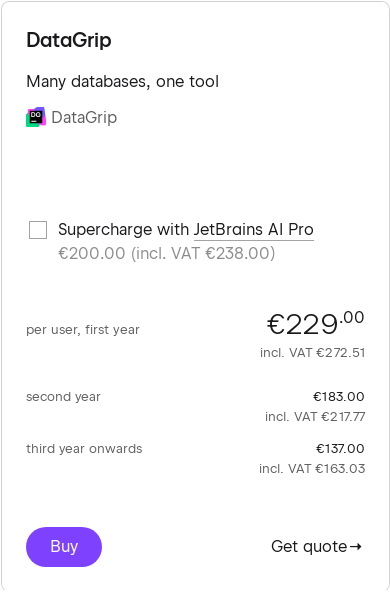 DataGrip
Many databases, one tool
DG DataGrip
Supercharge with JetBrains AI Pro
€200.00 (incl. VAT €238.00)
per user, first year €229.00
incl. VAT €272.51
second year €183.00
incl. VAT €217.77
third year onwards €137.00
incl. VAT €163.03
Buy Get quote→